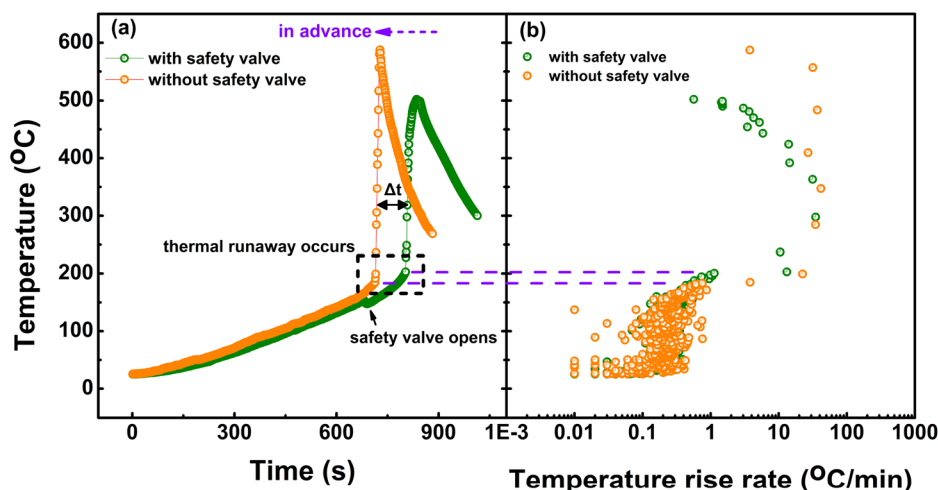 (a)
in advance
with safety valve
without safety valve
Δt
thermal runaway occurs
safety valve opens
600
500
400
300
200
100
0
Temperature (ºC)
0
300
600
900
Time (s)
(b)
with safety valve
without safety valve
1E-3
0.01
0.1
1
10
100
1000
Temperature rise rate (ºC/min)